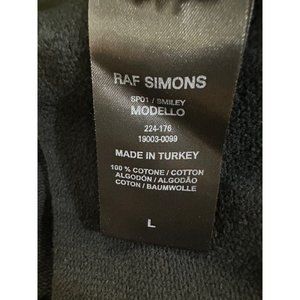 RAF SIMONS
SP01 / SMILEY
MODELLO
224-176
19003-0099
MADE IN TURKEY
100 % COTONE / COTTON
ALGODÓN / ALGODÃO
COTON / BAUMWOLLE
L